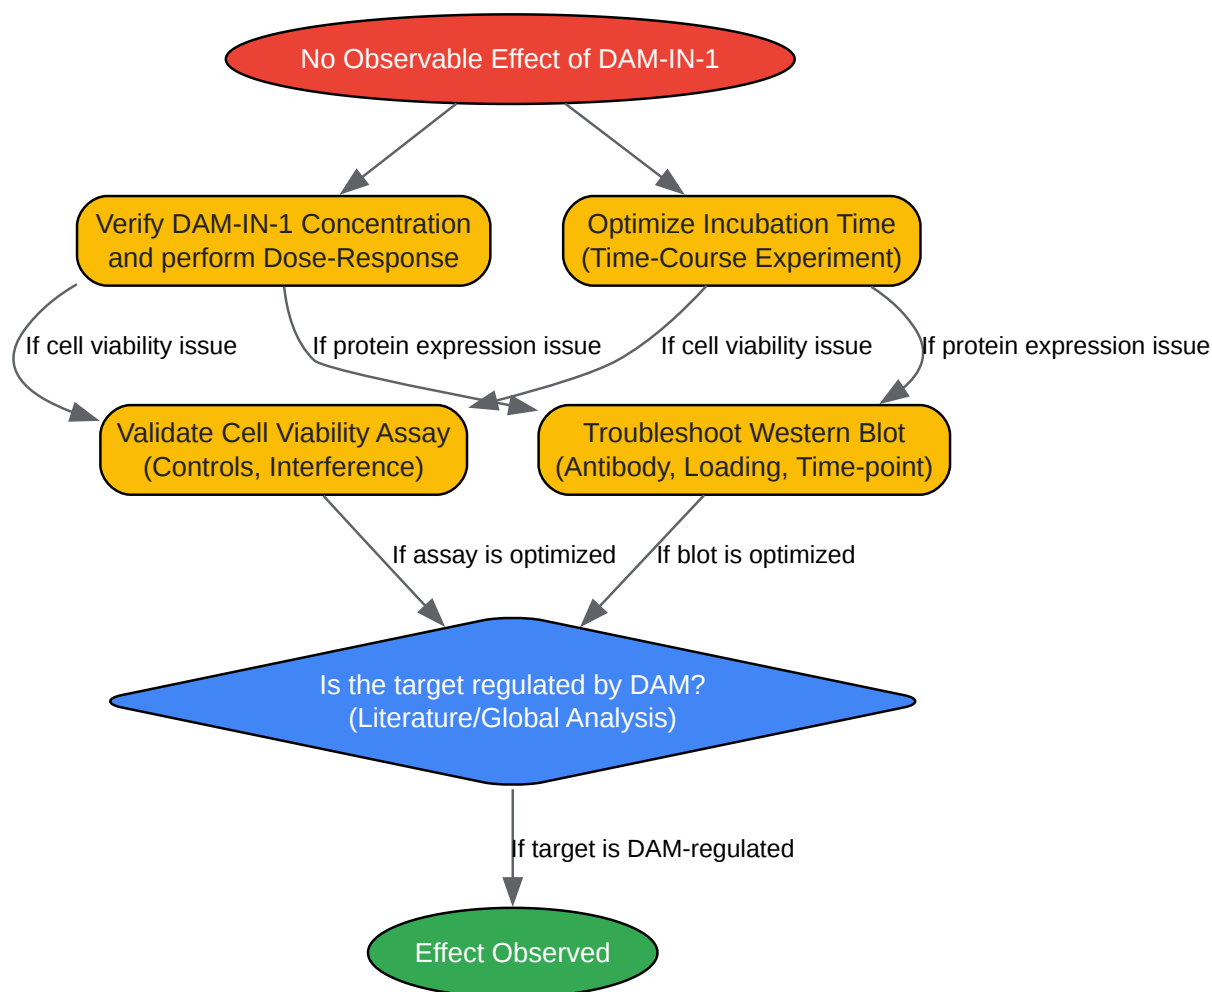 No Observable Effect of DAM-IN-1
Verify DAM-IN-1 Concentration
and perform Dose-Response
Optimize Incubation Time
(Time-Course Experiment)
If cell viability issue
If protein expression issue
If cell viability issue
If protein expression issue
Validate Cell Viability Assay
(Controls, Interference)
Troubleshoot Western Blot
(Antibody, Loading, Time-point)
If assay is optimized
If blot is optimized
Is the target regulated by DAM?
(Literature/Global Analysis)
If target is DAM-regulated
Effect Observed